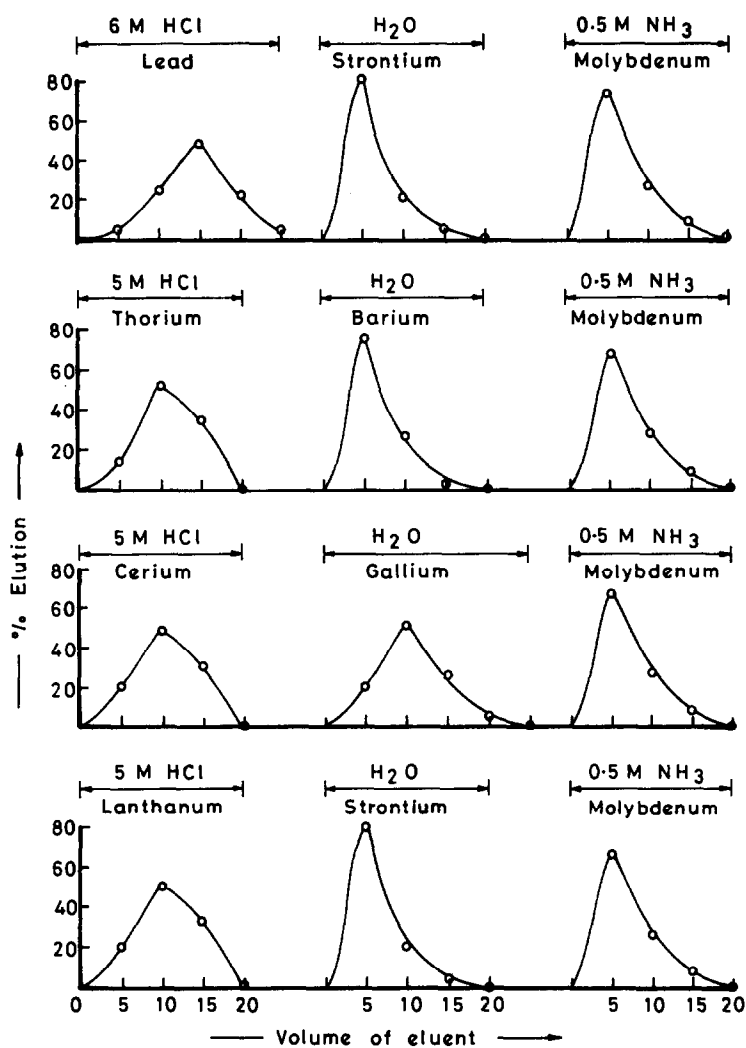 6 M HCl H2O 0.5 M NH3
Lead Strontium Molybdenum
80
60
40
20
5 M HCl H2O 0.5 M NH3
Thorium Barium Molybdenum
80
60
40
20
5 M HCl H2O 0.5 M NH3
Cerium Gallium Molybdenum
80
60
40
20
5 M HCl H2O 0.5 M NH3
Lanthanum Strontium Molybdenum
80
60
40
20
0 5 10 15 20 5 10 15 20 5 10 15 20
Volume of eluent
% Elution